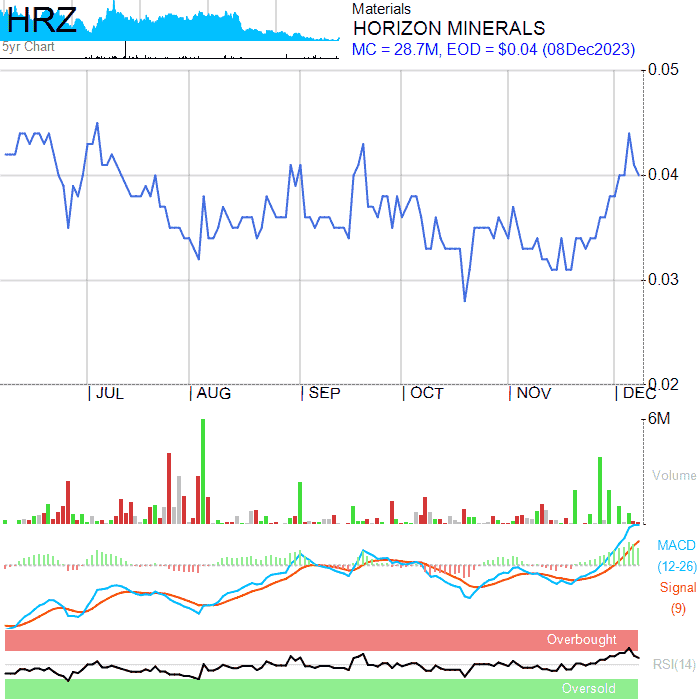 HRZ
5yr Chart
Materials
HORIZON MINERALS
MC = 28.7M, EOD = $0.04 (08Dec2023)
0.05
0.04
0.03
0.02
JUL AUG SEP OCT NOV DEC
6M
Volume
MACD
(12-26)
Signal
(9)
Overbought
RSI(14)
Oversold